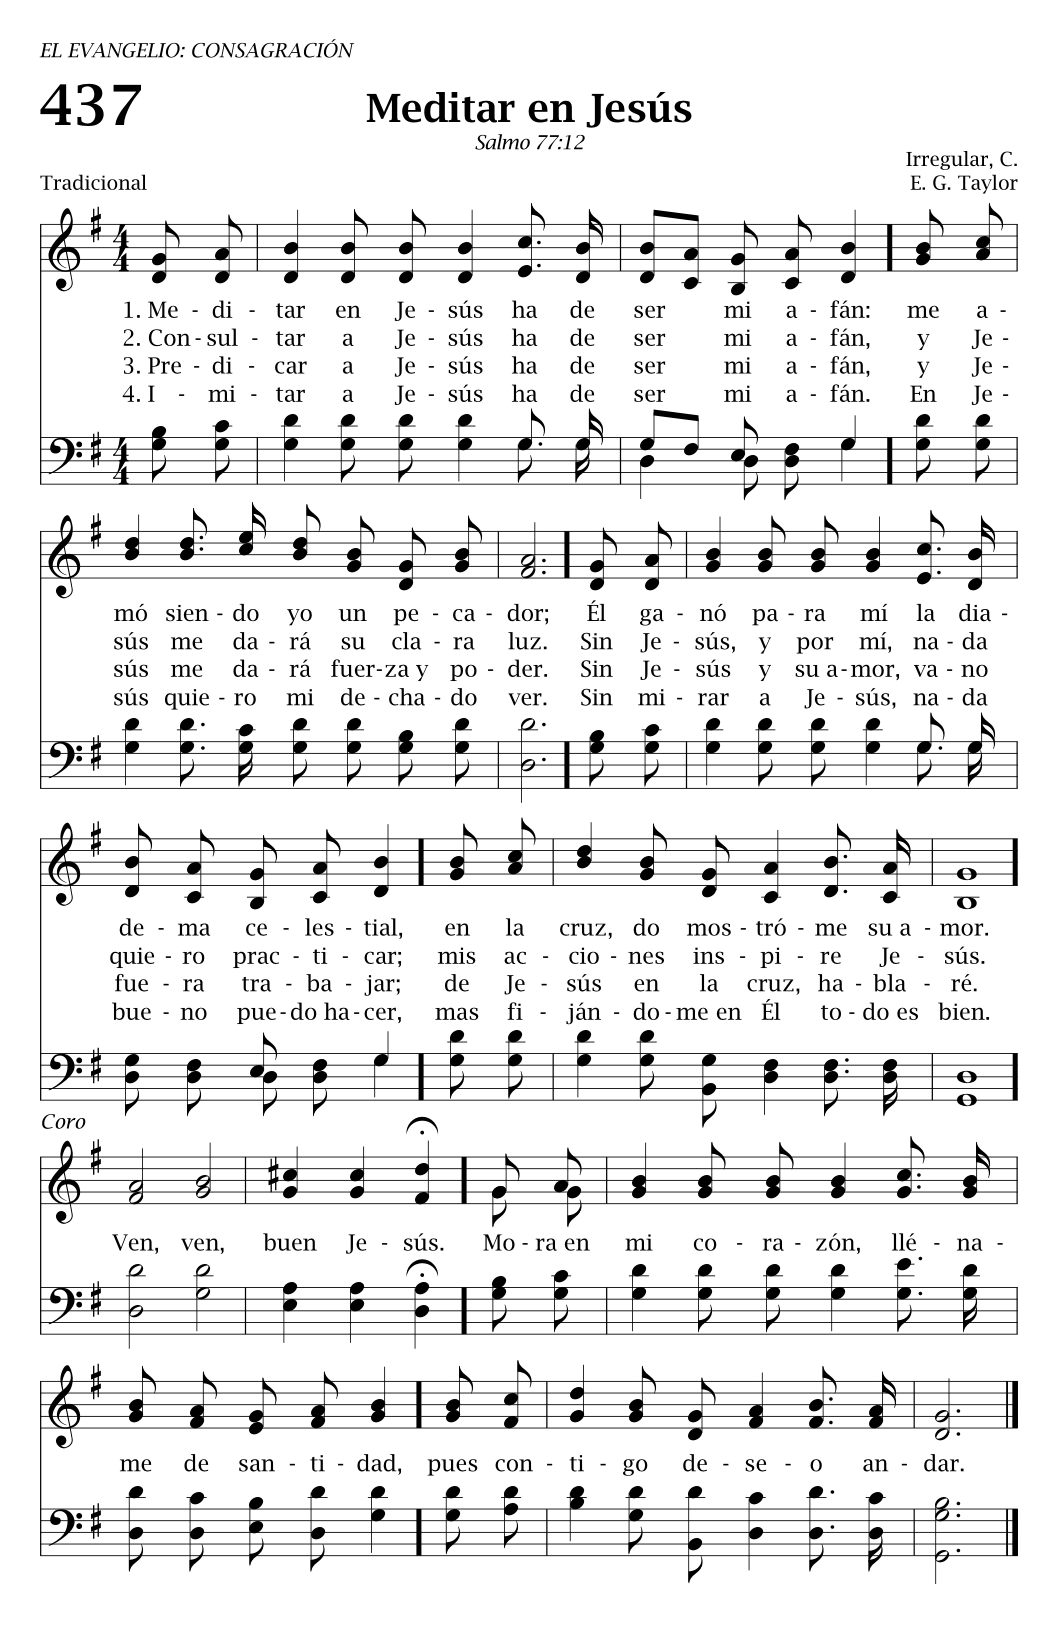 EL EVANGELIO: CONSAGRACIÓN
437
Meditar en Jesús
Salmo 77:12
Irregular, C.
Tradicional
E. G. Taylor
1. Me - di - tar en Je - sús ha de ser mi a - fán: me a -
2. Con - sul - tar a Je - sús ha de ser mi a - fán, y Je -
3. Pre - di - car a Je - sús ha de ser mi a - fán, y Je -
4. I - mi - tar a Je - sús ha de ser mi a - fán. En Je -
mó sien - do yo un pe - ca - dor; Él ga - nó pa - ra mí la dia -
sús me da - rá su cla - ra luz. Sin Je - sús, y por mí, na - da
sús me da - rá fuer - za y po - der. Sin Je - sús y su a - mor, va - no
sús quie - ro mi de - cha - do ver. Sin mi - rar a Je - sús, na - da
de - ma ce - les - tial, en la cruz, do mos - tró - me su a - mor.
quie - ro prac - ti - car; mis ac - cio - nes ins - pi - re Je - sús.
fue - ra tra - ba - jar; de Je - sús en la cruz, ha - bla - ré.
bue - no pue - do ha - cer, mas fi - ján - do - me en Él to - do es bien.
Coro
Ven, ven, buen Je - sús. Mo - ra en mi co - ra - zón, llé - na -
me de san - ti - dad, pues con - ti - go de - se - o an - dar.